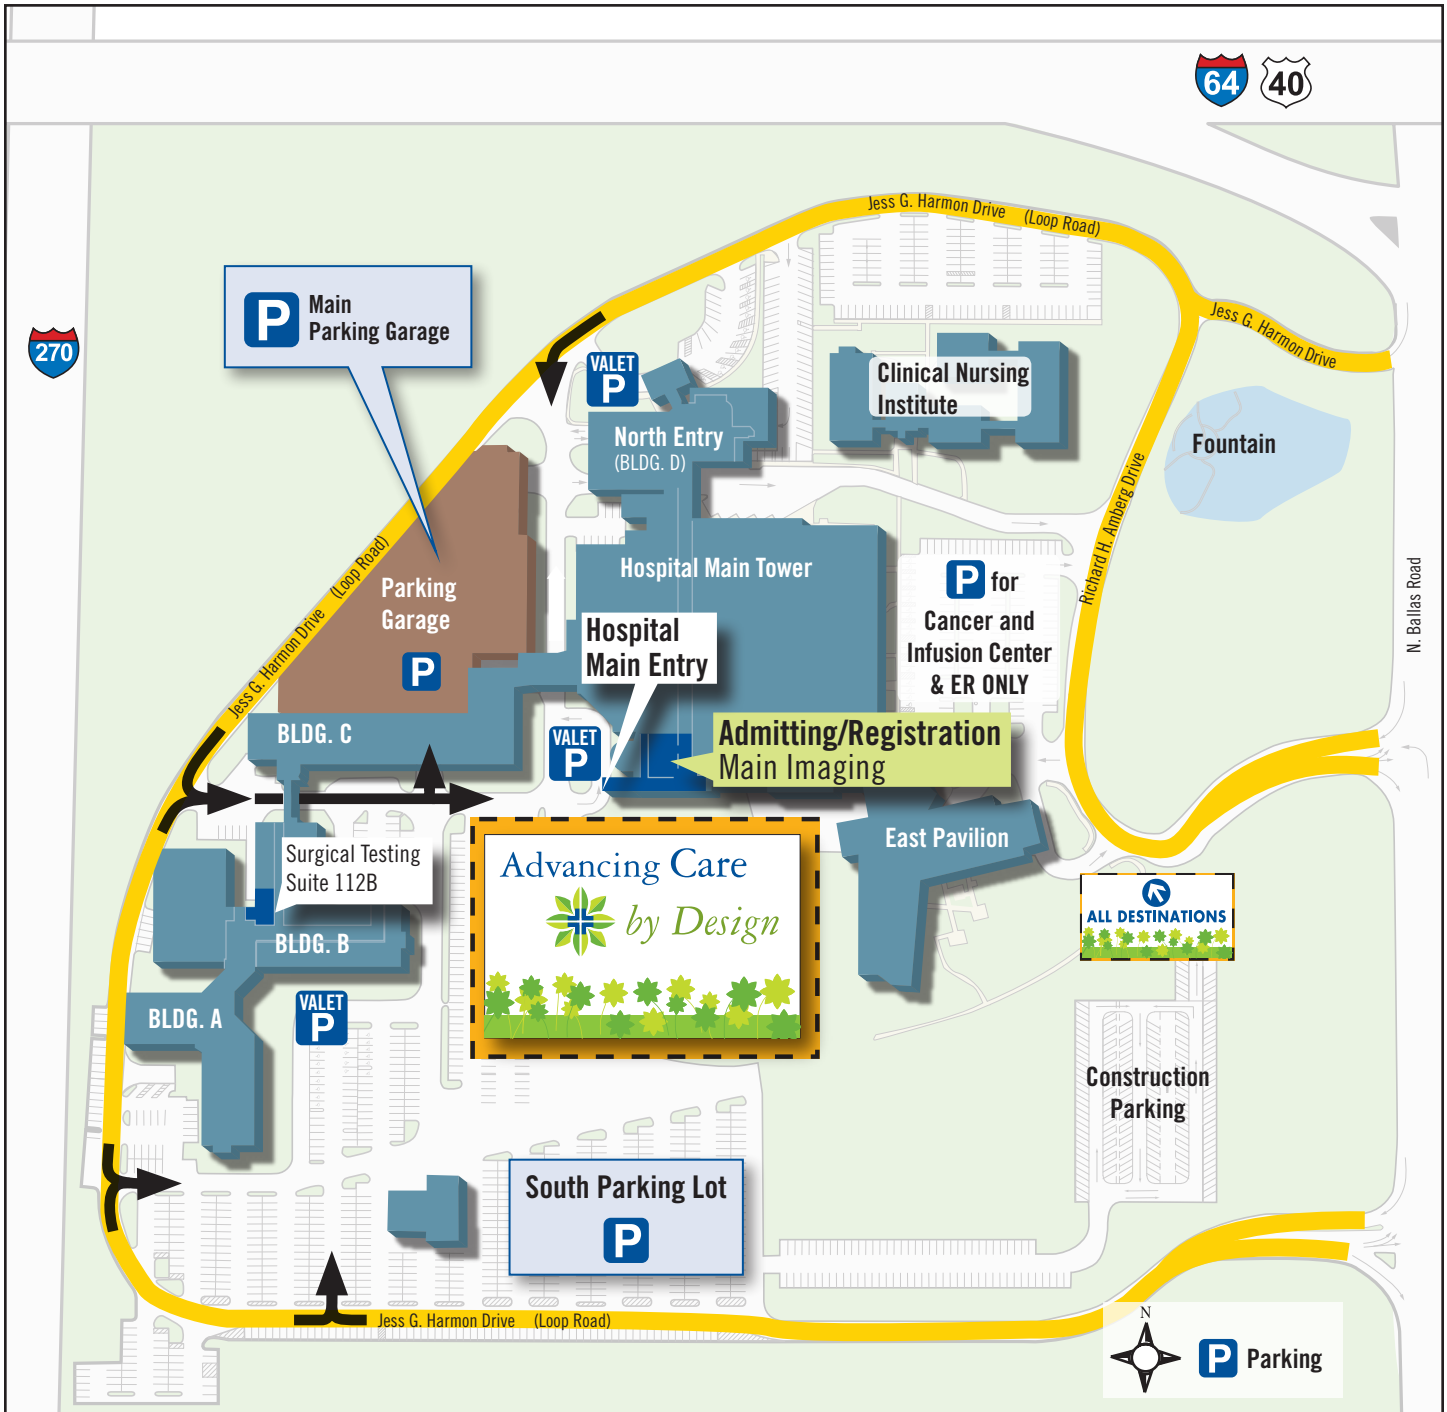 64
40
Jess G. Harmon Drive (Loop Road)
P
Main
Parking Garage
Jess G. Harmon Drive
270
VALET
P
Clinical Nursing
Institute
North Entry
(BLDG. D)
Fountain
Richard H. Amberg Drive
N. Ballas Road
Hospital Main Tower
Parking
Garage
P
Jess G. Harmon Drive (Loop Road)
P for
Cancer and
Infusion Center
& ER ONLY
Hospital
Main Entry
BLDG. C
VALET
P
Admitting/Registration
Main Imaging
East Pavilion
Surgical Testing
Suite 112B
BLDG. B
Advancing Care
by Design
ALL DESTINATIONS
BLDG. A
VALET
P
Construction
Parking
South Parking Lot
P
Jess G. Harmon Drive (Loop Road)
N
P Parking